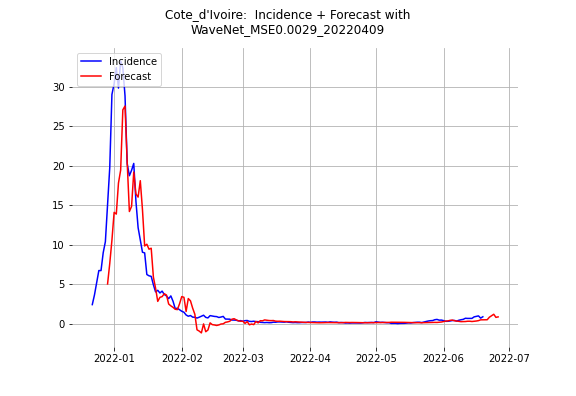 Cote_d'Ivoire:  Incidence + Forecast with
WaveNet_MSE0.0029_20220409
Incidence
Forecast
30
25
20
15
10
5
0
2022-01 2022-02 2022-03 2022-04 2022-05 2022-06 2022-07